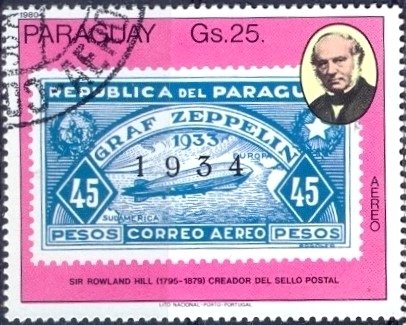 1980
PARAGUAY Gs.25.
AEREO
REPUBLICA DEL PARAGU
GRAF ZEPPELIN
1933
EUROPA
1934
45 45
SUDAMERICA
PESOS CORREO AEREO PESOS
SIR ROWLAND HILL (1795-1879) CREADOR DEL SELLO POSTAL
LITO NACIONAL-PORTO-PORTUGAL